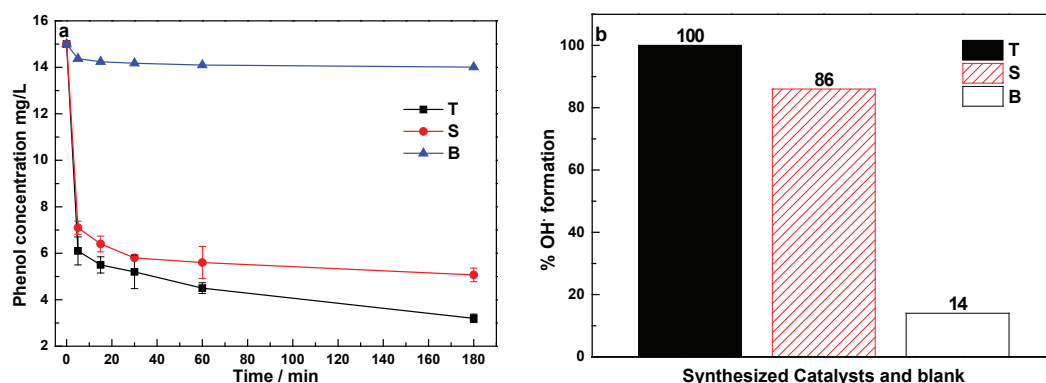 a
Phenol concentration mg/L
16
14
12
10
8
6
4
2
0 20 40 60 80 100 120 140 160 180
Time / min
T
S
B
b
% OH· formation
100
80
60
40
20
0
100
86
14
T
S
B
Synthesized Catalysts and blank